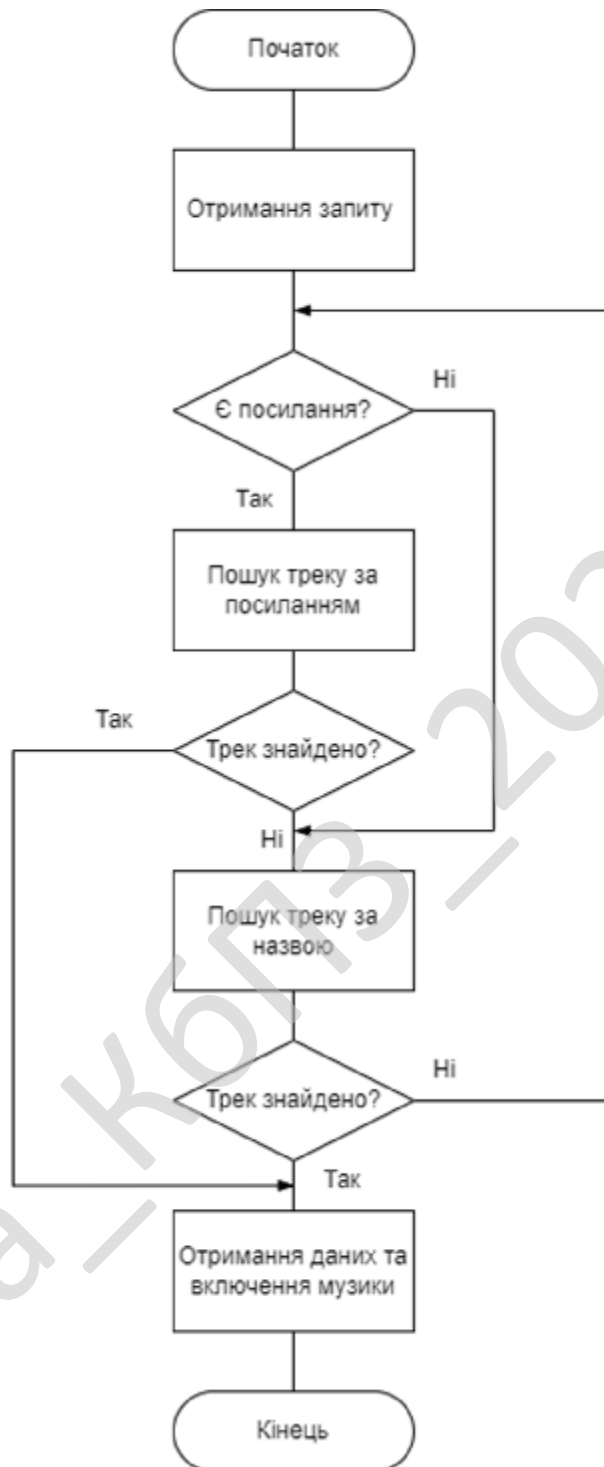 Початок
Отримання запиту
Є посилання?
Ні
Так
Пошук треку за
посиланням
Так
Трек знайдено?
Ні
Пошук треку за
назвою
Трек знайдено?
Ні
Так
Отримання даних та
включення музики
Кінець